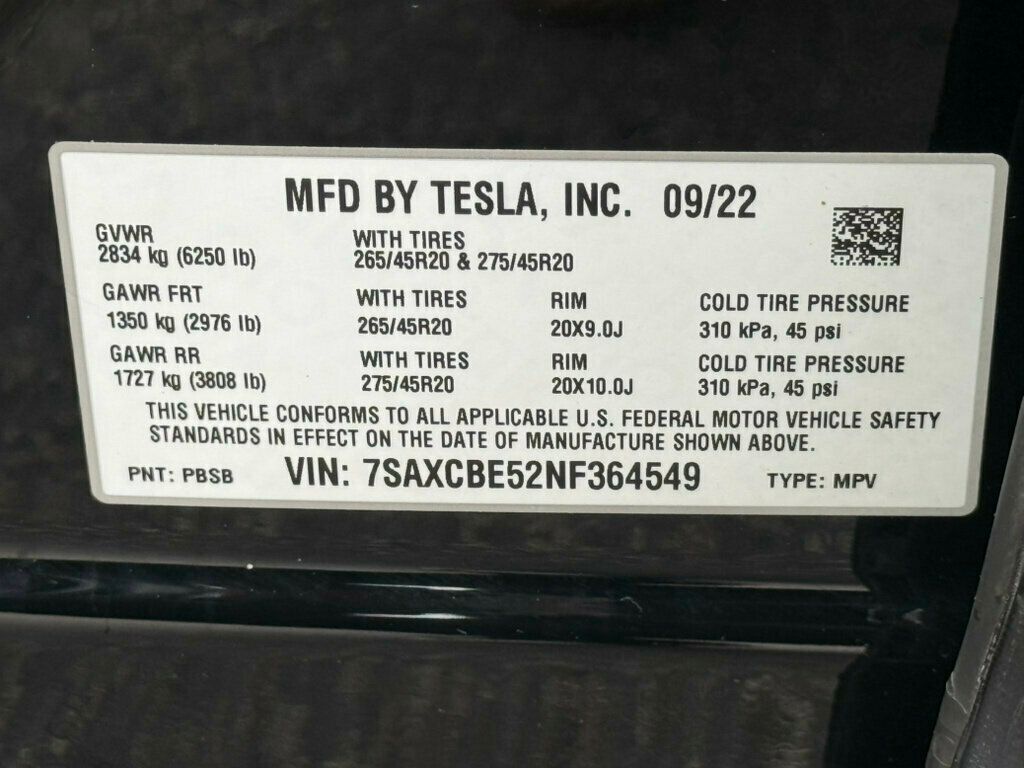 MFD BY TESLA, INC. 09/22
GVWR WITH TIRES
2834 kg (6250 lb) 265/45R20 & 275/45R20
GAWR FRT WITH TIRES RIM COLD TIRE PRESSURE
1350 kg (2976 lb) 265/45R20 20X9.0J 310 kPa, 45 psi
GAWR RR WITH TIRES RIM COLD TIRE PRESSURE
1727 kg (3808 lb) 275/45R20 20X10.0J 310 kPa, 45 psi
THIS VEHICLE CONFORMS TO ALL APPLICABLE U.S. FEDERAL MOTOR VEHICLE SAFETY
STANDARDS IN EFFECT ON THE DATE OF MANUFACTURE SHOWN ABOVE.
PNT: PBSB VIN: 7SAXCBE52NF364549 TYPE: MPV